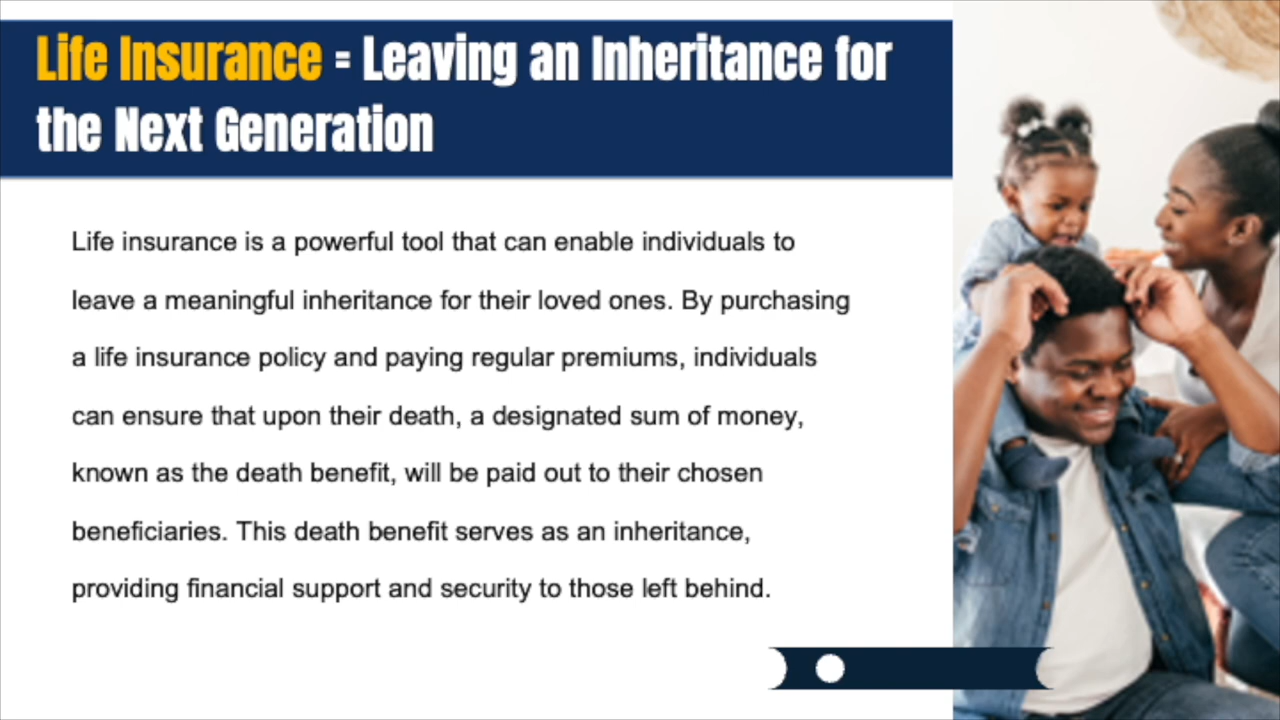 Life Insurance = Leaving an Inheritance for
the Next Generation
Life insurance is a powerful tool that can enable individuals to
leave a meaningful inheritance for their loved ones. By purchasing
a life insurance policy and paying regular premiums, individuals
can ensure that upon their death, a designated sum of money,
known as the death benefit, will be paid out to their chosen
beneficiaries. This death benefit serves as an inheritance,
providing financial support and security to those left behind.